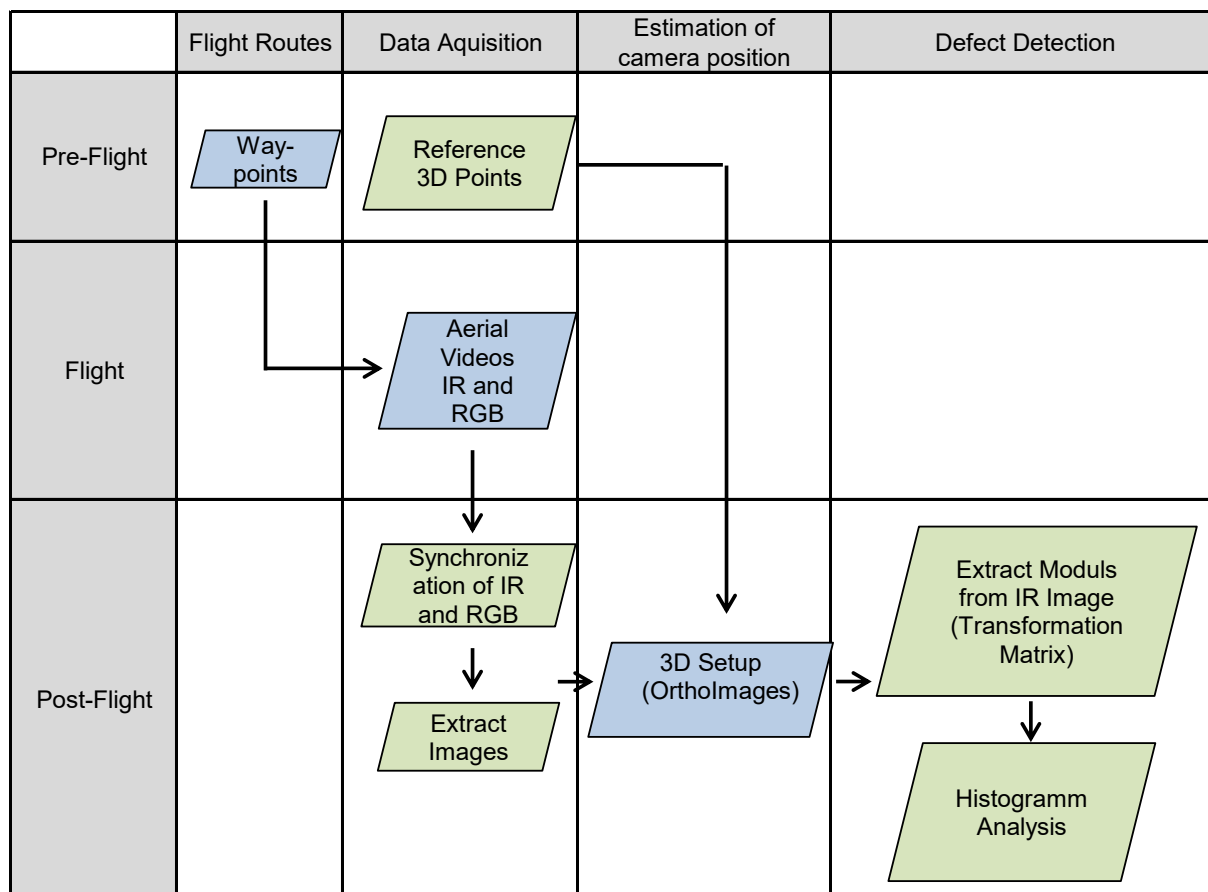 Flight Routes
Data Aquisition
Estimation of
camera position
Defect Detection
Pre-Flight
Way-
points
Reference
3D Points
Flight
Aerial
Videos
IR and
RGB
Post-Flight
Synchroniz
ation of IR
and RGB
Extract
Images
3D Setup
(OrthoImages)
Extract Moduls
from IR Image
(Transformation
Matrix)
Histogramm
Analysis